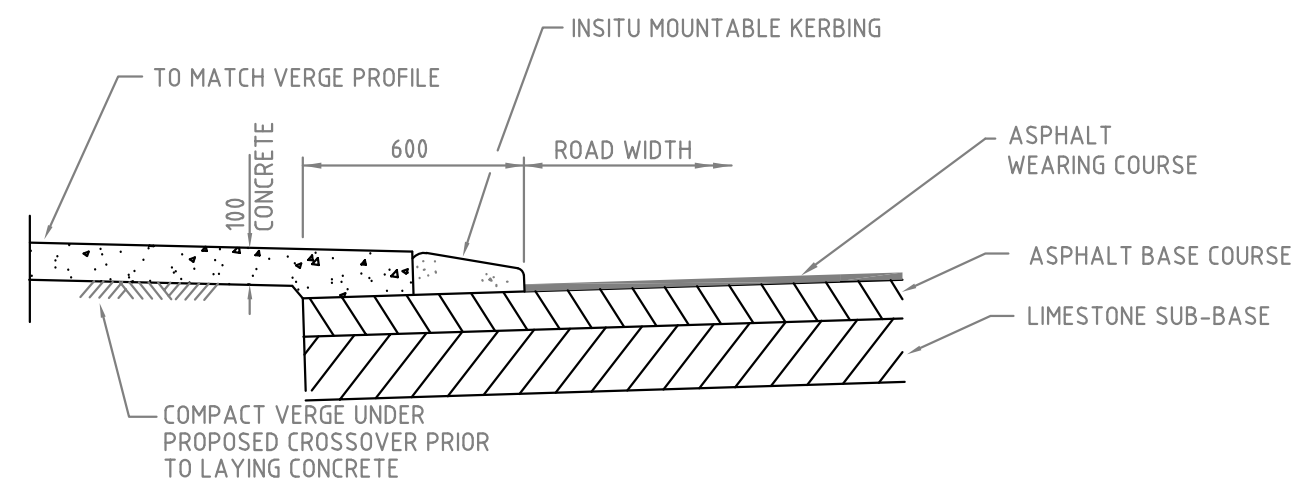 INSITU MOUNTABLE KERBING
TO MATCH VERGE PROFILE
100
CONCRETE
600
ROAD WIDTH
ASPHALT
WEARING COURSE
ASPHALT BASE COURSE
LIMESTONE SUB-BASE
COMPACT VERGE UNDER
PROPOSED CROSSOVER PRIOR
TO LAYING CONCRETE